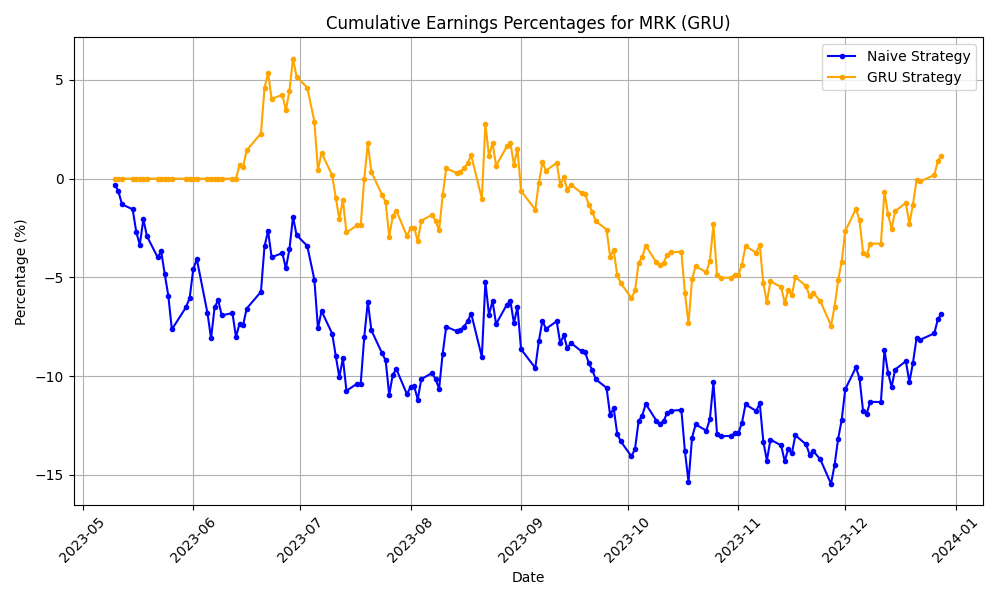 Cumulative Earnings Percentages for MRK (GRU)
Naive Strategy
GRU Strategy
Percentage (%)
5
0
−5
−10
−15
2023-05
2023-06
2023-07
2023-08
2023-09
2023-10
2023-11
2023-12
2024-01
Date